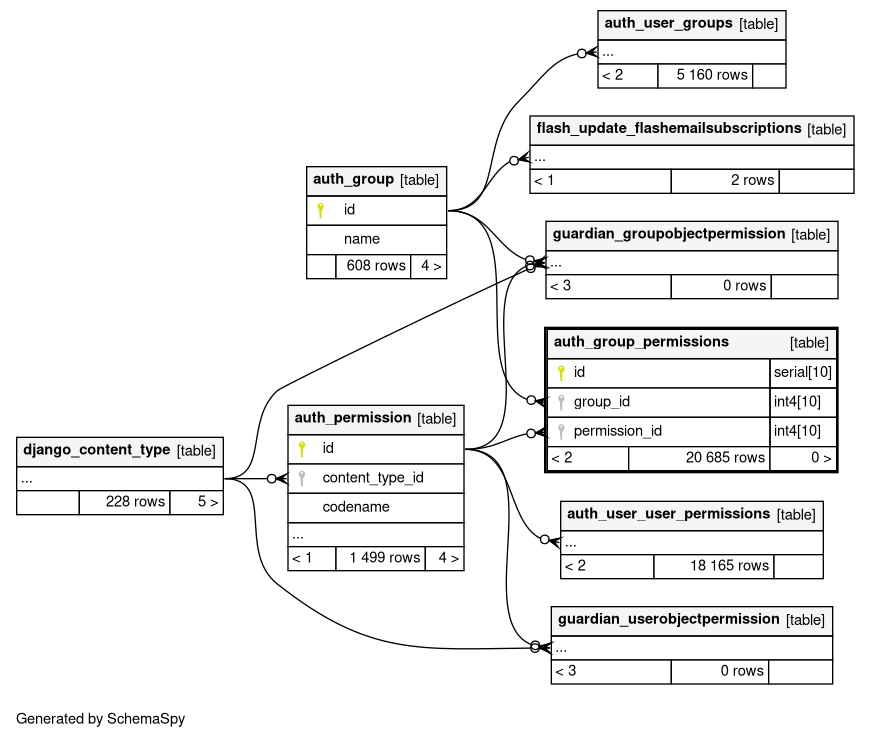 auth_user_groups [table]
...
< 2 5 160 rows
flash_update_flashemailsubscriptions [table]
...
< 1 2 rows
auth_group [table]
id
name
608 rows 4 >
guardian_groupobjectpermission [table]
...
< 3 0 rows
auth_group_permissions [table]
id serial[10]
group_id int4[10]
permission_id int4[10]
< 2 20 685 rows 0 >
auth_permission [table]
id
content_type_id
codename
...
< 1 1 499 rows 4 >
django_content_type [table]
...
228 rows 5 >
auth_user_user_permissions [table]
...
< 2 18 165 rows
guardian_userobjectpermission [table]
...
< 3 0 rows
Generated by SchemaSpy